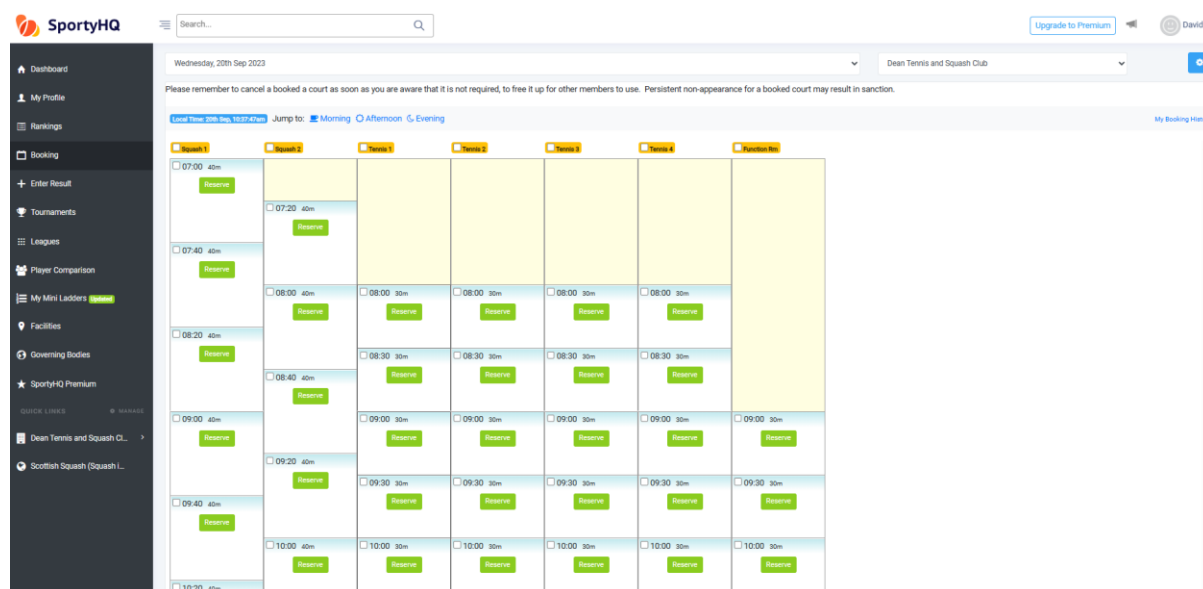 SportyHQ
Search...
Upgrade to Premium
David
Dashboard
My Profile
Rankings
Booking
Enter Result
Tournaments
Leagues
Player Comparison
My Mini Ladders Updated
Facilities
Governing Bodies
SportyHQ Premium
QUICK LINKS MANAGE
Dean Tennis and Squash Cl...
Scottish Squash (Squash i...
Wednesday, 20th Sep 2023 Dean Tennis and Squash Club
Please remember to cancel a booked a court as soon as you are aware that it is not required, to free it up for other members to use. Persistent non-appearance for a booked court may result in sanction.
Local Time: 20th Sep, 10:37:47am Jump to: Morning Afternoon Evening My Booking Hist
Squash 1 Squash 2 Tennis 1 Tennis 2 Tennis 3 Tennis 4 Function Rm
07:00 40m
Reserve
07:20 40m
Reserve
07:40 40m
Reserve
08:00 40m 08:00 30m 08:00 30m 08:00 30m 08:00 30m
Reserve Reserve Reserve Reserve Reserve
08:20 40m
Reserve
08:30 30m 08:30 30m 08:30 30m 08:30 30m
Reserve Reserve Reserve Reserve
08:40 40m
Reserve
09:00 40m 09:00 30m 09:00 30m 09:00 30m 09:00 30m 09:00 30m
Reserve Reserve Reserve Reserve Reserve Reserve
09:20 40m
Reserve
09:30 30m 09:30 30m 09:30 30m 09:30 30m 09:30 30m
Reserve Reserve Reserve Reserve Reserve
09:40 40m
Reserve
10:00 40m 10:00 30m 10:00 30m 10:00 30m 10:00 30m 10:00 30m
Reserve Reserve Reserve Reserve Reserve Reserve
10:20 40m